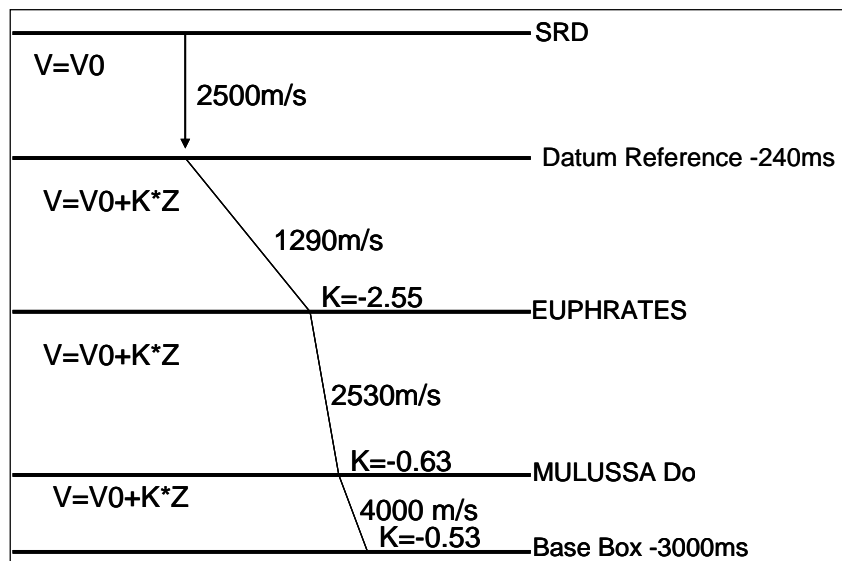 SRD
V=V0
2500m/s
Datum Reference -240ms
V=V0+K*Z
1290m/s
K=-2.55
EUPHRATES
V=V0+K*Z
2530m/s
K=-0.63
MULUSSA Do
V=V0+K*Z
4000 m/s
K=-0.53
Base Box -3000ms